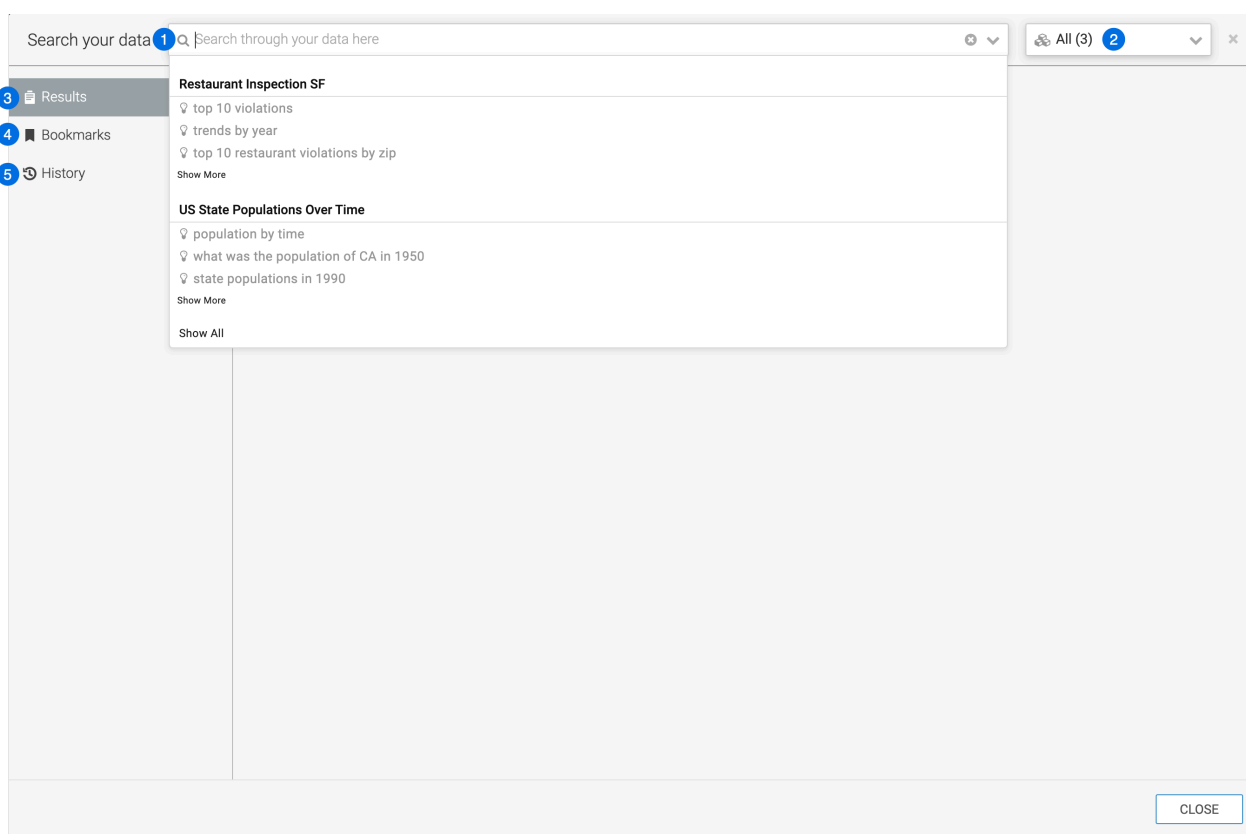 Search your data 1 Search through your data here All (3) 2
Restaurant Inspection SF
3 Results
top 10 violations
trends by year
4 Bookmarks
top 10 restaurant violations by zip
5 History
Show More
US State Populations Over Time
population by time
what was the population of CA in 1950
state populations in 1990
Show More
Show All
CLOSE